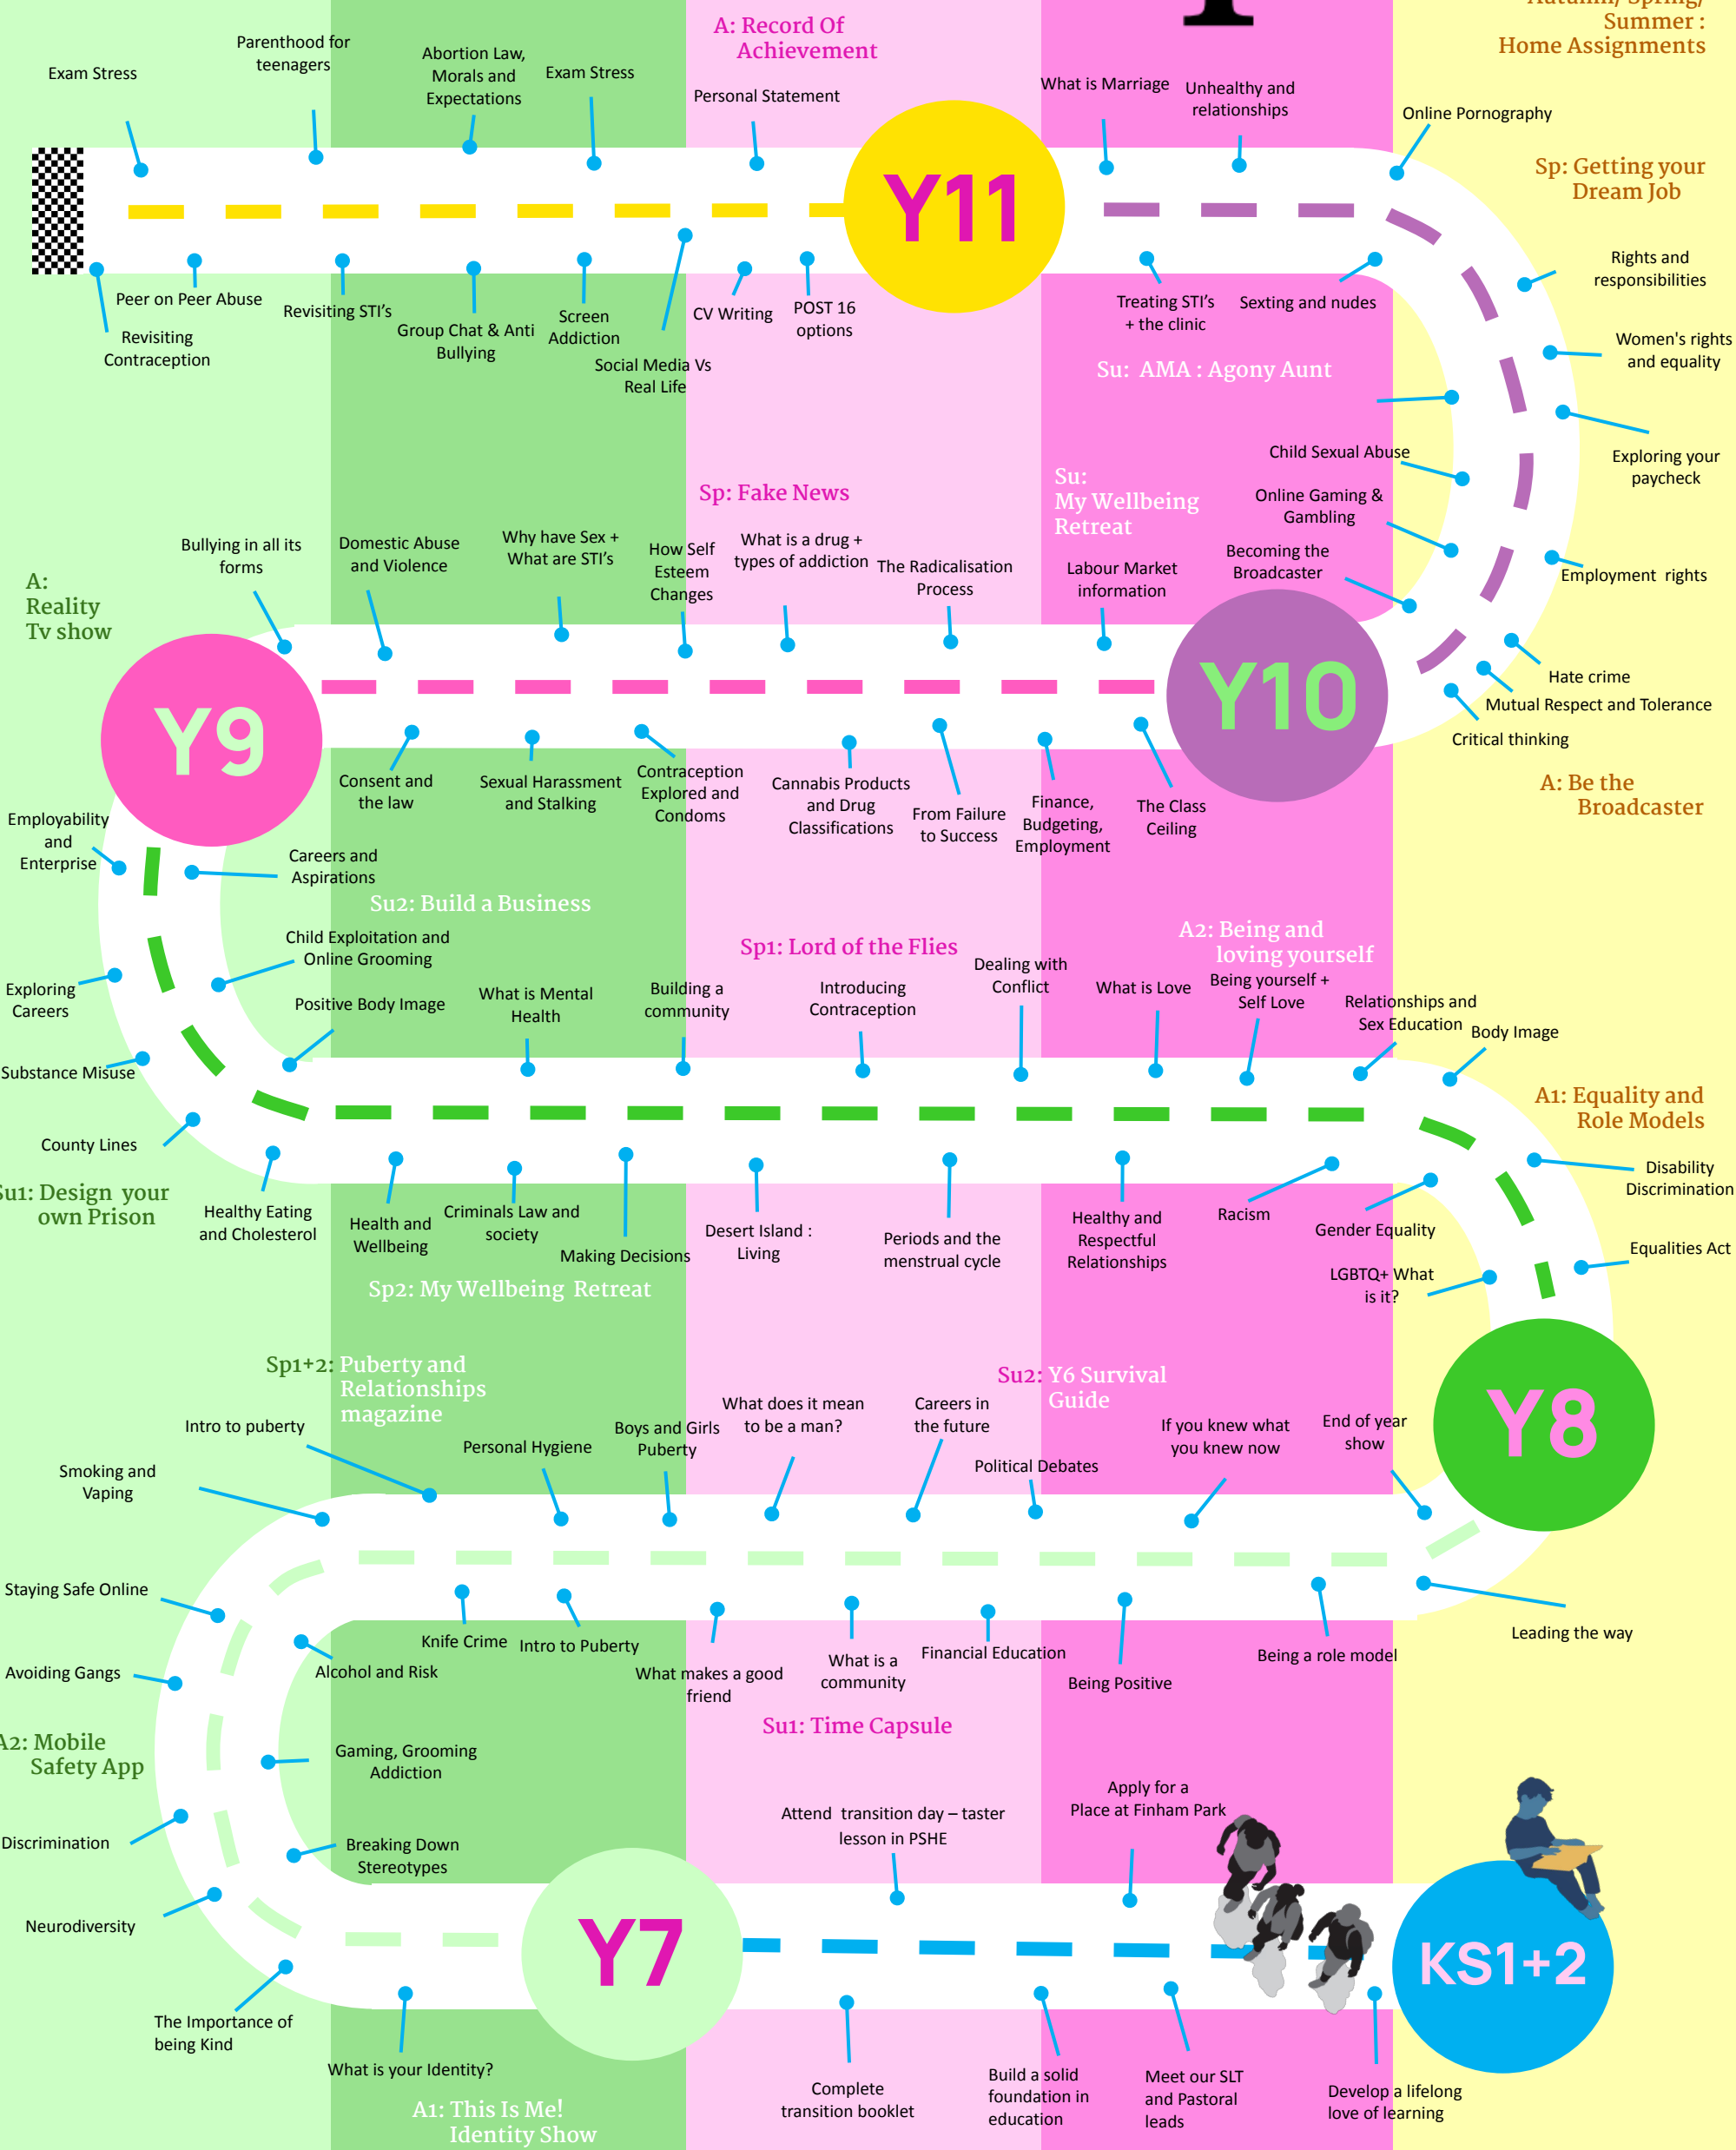 Autumn/ Spring/
Summer :
Home Assignments
A: Record Of
Achievement
Exam Stress
Parenthood for
teenagers
Abortion Law,
Morals and
Expectations
Exam Stress
Personal Statement
What is Marriage
Unhealthy and
relationships
Online Pornography
Sp: Getting your
Dream Job
Y11
Peer on Peer Abuse
Revisiting
Contraception
Revisiting STI’s
Group Chat & Anti
Bullying
Screen
Addiction
Social Media Vs
Real Life
CV Writing
POST 16
options
Treating STI’s
+ the clinic
Sexting and nudes
Rights and
responsibilities
Women's rights
and equality
Su: AMA : Agony Aunt
Exploring your
paycheck
Child Sexual Abuse
Online Gaming &
Gambling
Becoming the
Broadcaster
Employment rights
Hate crime
Mutual Respect and Tolerance
Critical thinking
A: Be the
Broadcaster
Sp: Fake News
Su:
My Wellbeing
Retreat
A:
Reality
Tv show
Bullying in all its
forms
Domestic Abuse
and Violence
Why have Sex +
What are STI’s
How Self
Esteem
Changes
What is a drug +
types of addiction
The Radicalisation
Process
Labour Market
information
Y10
Y9
Consent and
the law
Sexual Harassment
and Stalking
Contraception
Explored and
Condoms
Cannabis Products
and Drug
Classifications
From Failure
to Success
Finance,
Budgeting,
Employment
The Class
Ceiling
Employability
and
Enterprise
Careers and
Aspirations
Su2: Build a Business
Child Exploitation and
Online Grooming
Exploring
Careers
Positive Body Image
Substance Misuse
County Lines
Su1: Design your
own Prison
What is Mental
Health
Building a
community
Sp1: Lord of the Flies
Introducing
Contraception
Dealing with
Conflict
What is Love
A2: Being and
loving yourself
Being yourself +
Self Love
Relationships and
Sex Education
Body Image
A1: Equality and
Role Models
Healthy Eating
and Cholesterol
Health and
Wellbeing
Criminals Law and
society
Making Decisions
Desert Island :
Living
Periods and the
menstrual cycle
Healthy and
Respectful
Relationships
Racism
Gender Equality
LGBTQ+ What
is it?
Disability
Discrimination
Equalities Act
Sp2: My Wellbeing Retreat
Y8
Sp1+2: Puberty and
Relationships
magazine
Su2: Y6 Survival
Guide
Intro to puberty
Smoking and
Vaping
Personal Hygiene
Boys and Girls
Puberty
What does it mean
to be a man?
Careers in
the future
Political Debates
If you knew what
you knew now
End of year
show
Staying Safe Online
Avoiding Gangs
Alcohol and Risk
Knife Crime
Intro to Puberty
What makes a good
friend
What is a
community
Financial Education
Being Positive
Being a role model
Leading the way
Su1: Time Capsule
A2: Mobile
Safety App
Gaming, Grooming
Addiction
Discrimination
Breaking Down
Stereotypes
Neurodiversity
The Importance of
being Kind
What is your Identity?
A1: This Is Me!
Identity Show
Y7
Attend transition day – taster
lesson in PSHE
Apply for a
Place at Finham Park
KS1+2
Complete
transition booklet
Build a solid
foundation in
education
Meet our SLT
and Pastoral
leads
Develop a lifelong
love of learning